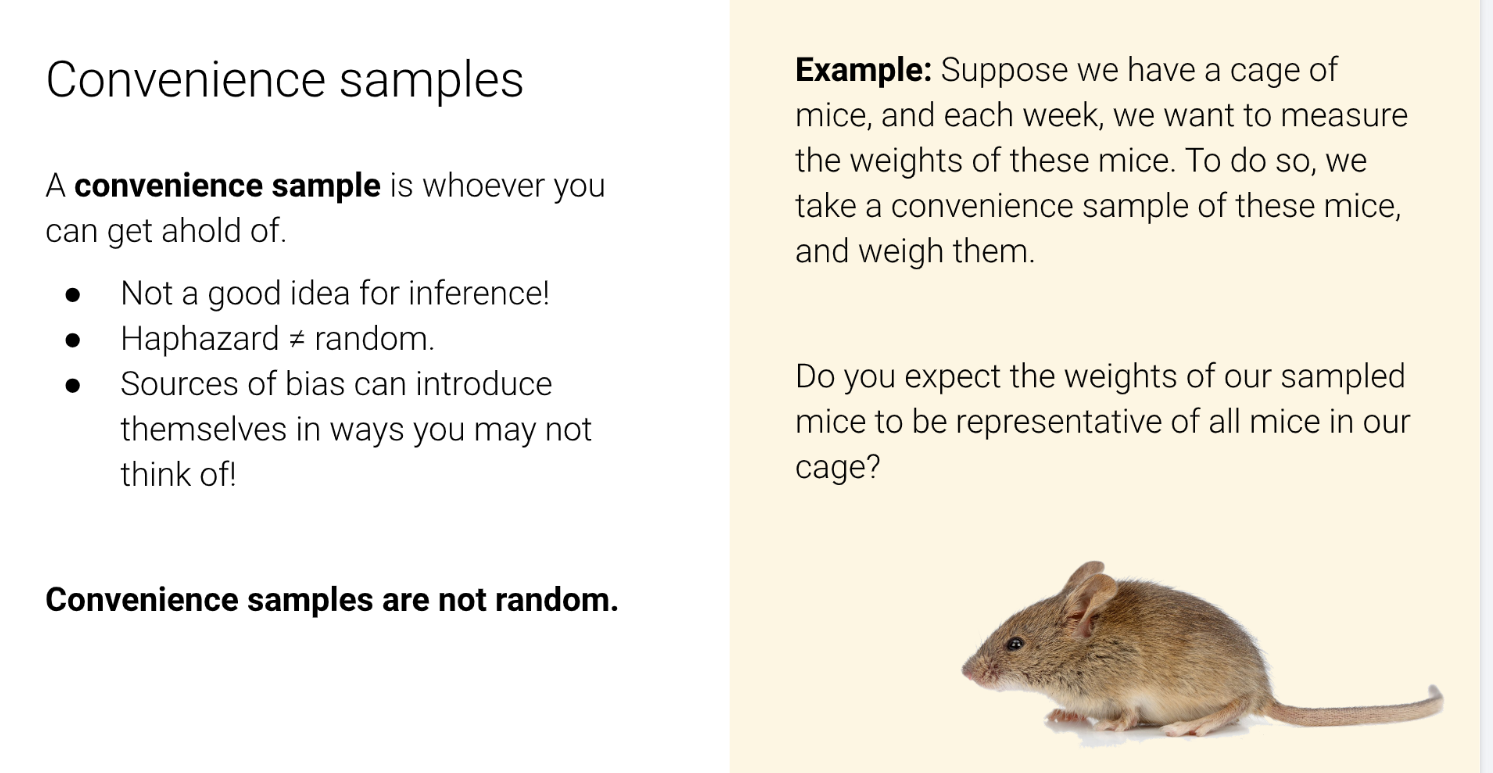 Convenience samples
A convenience sample is whoever you
can get ahold of.
● Not a good idea for inference!
● Haphazard ≠ random.
● Sources of bias can introduce
themselves in ways you may not
think of!
Convenience samples are not random.
Example: Suppose we have a cage of
mice, and each week, we want to measure
the weights of these mice. To do so, we
take a convenience sample of these mice,
and weigh them.
Do you expect the weights of our sampled
mice to be representative of all mice in our
cage?